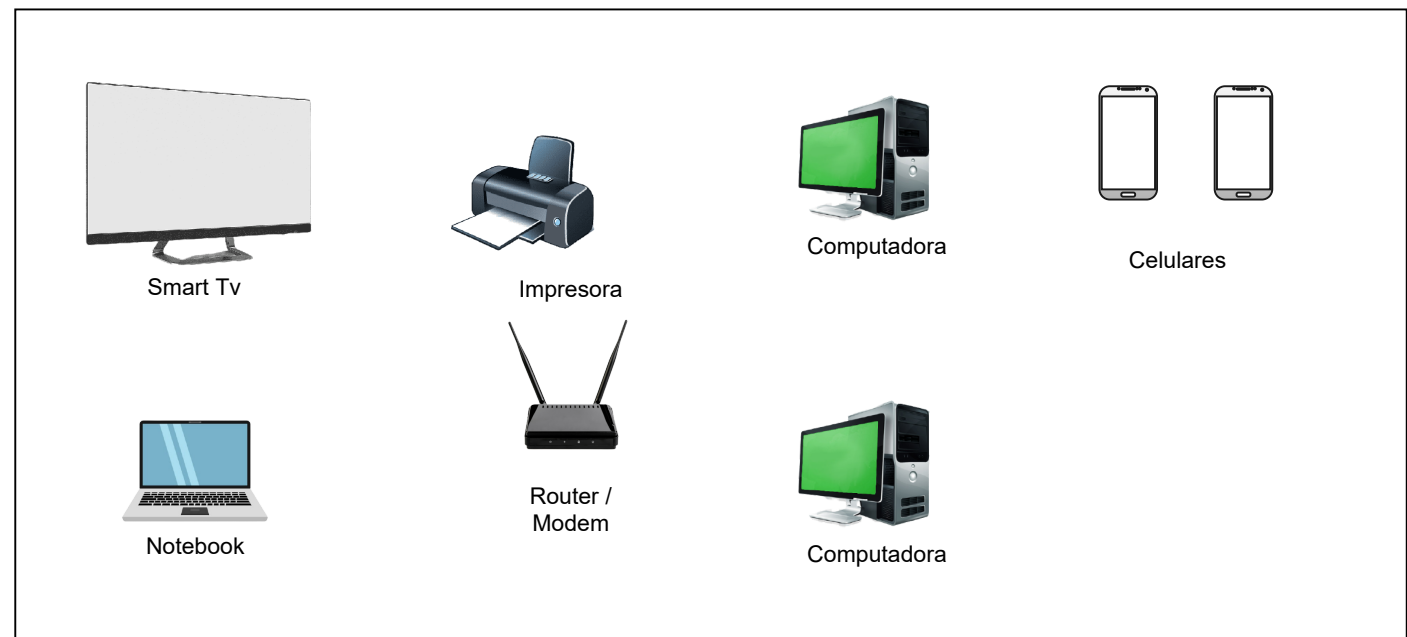 Smart Tv
Impresora
Computadora
Celulares
Notebook
Router /
Modem
Computadora